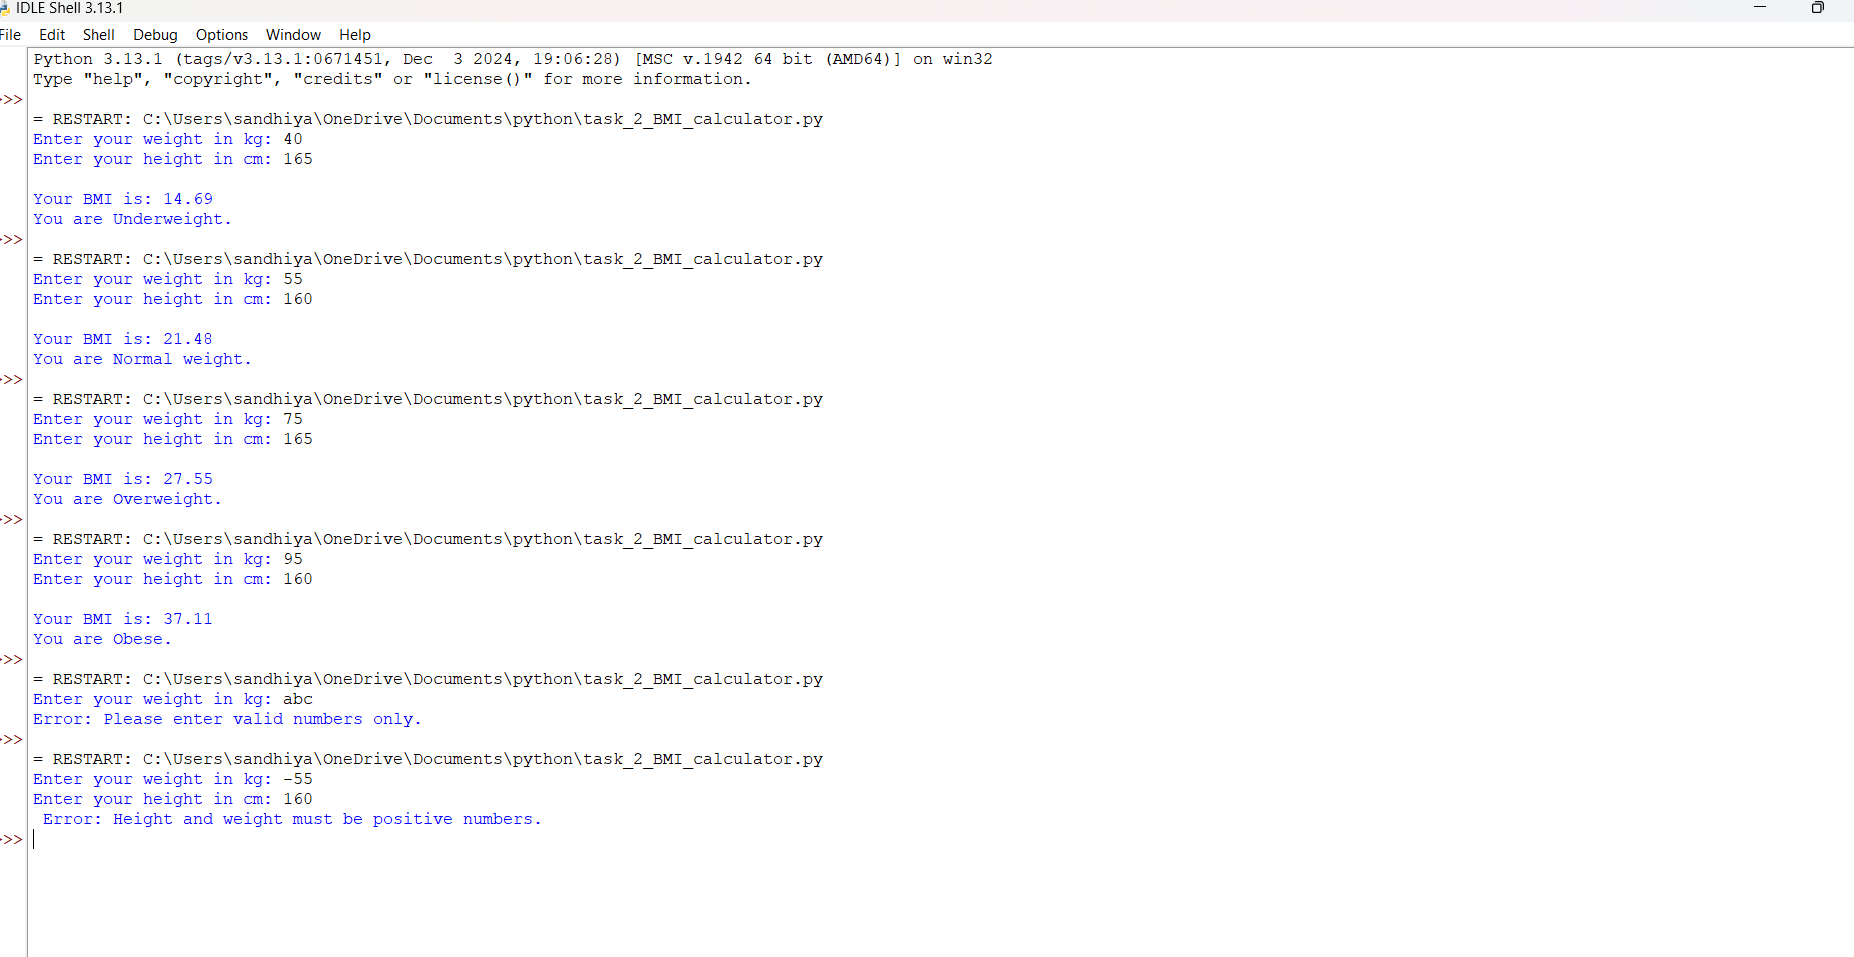 IDLE Shell 3.13.1
File Edit Shell Debug Options Window Help
Python 3.13.1 (tags/v3.13.1:0671451, Dec  3 2024, 19:06:28) [MSC v.1942 64 bit (AMD64)] on win32
Type "help", "copyright", "credits" or "license()" for more information.
>>>
= RESTART: C:\Users\sandhiya\OneDrive\Documents\python\task_2_BMI_calculator.py
Enter your weight in kg: 40
Enter your height in cm: 165
Your BMI is: 14.69
You are Underweight.
>>>
= RESTART: C:\Users\sandhiya\OneDrive\Documents\python\task_2_BMI_calculator.py
Enter your weight in kg: 55
Enter your height in cm: 160
Your BMI is: 21.48
You are Normal weight.
>>>
= RESTART: C:\Users\sandhiya\OneDrive\Documents\python\task_2_BMI_calculator.py
Enter your weight in kg: 75
Enter your height in cm: 165
Your BMI is: 27.55
You are Overweight.
>>>
= RESTART: C:\Users\sandhiya\OneDrive\Documents\python\task_2_BMI_calculator.py
Enter your weight in kg: 95
Enter your height in cm: 160
Your BMI is: 37.11
You are Obese.
>>>
= RESTART: C:\Users\sandhiya\OneDrive\Documents\python\task_2_BMI_calculator.py
Enter your weight in kg: abc
Error: Please enter valid numbers only.
>>>
= RESTART: C:\Users\sandhiya\OneDrive\Documents\python\task_2_BMI_calculator.py
Enter your weight in kg: -55
Enter your height in cm: 160
 Error: Height and weight must be positive numbers.
>>>